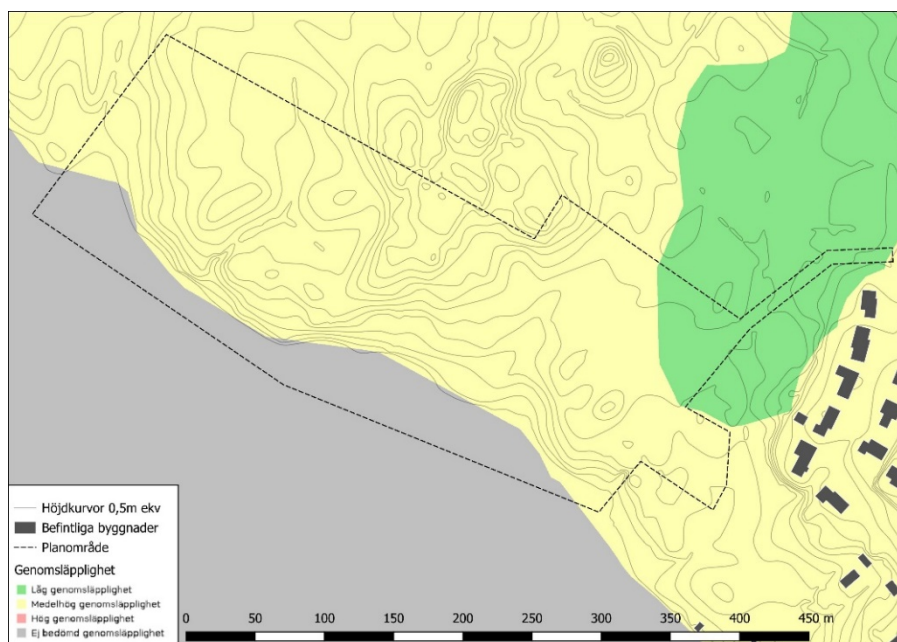 Höjdkurvor 0,5m ekv
Befintliga byggnader
Planområde
Genomsläpplighet
Låg genomsläpplighet
Medelhög genomsläpplighet
Hög genomsläpplighet
Ej bedömd genomsläpplighet
0 50 100 150 200 250 300 350 400 450 m